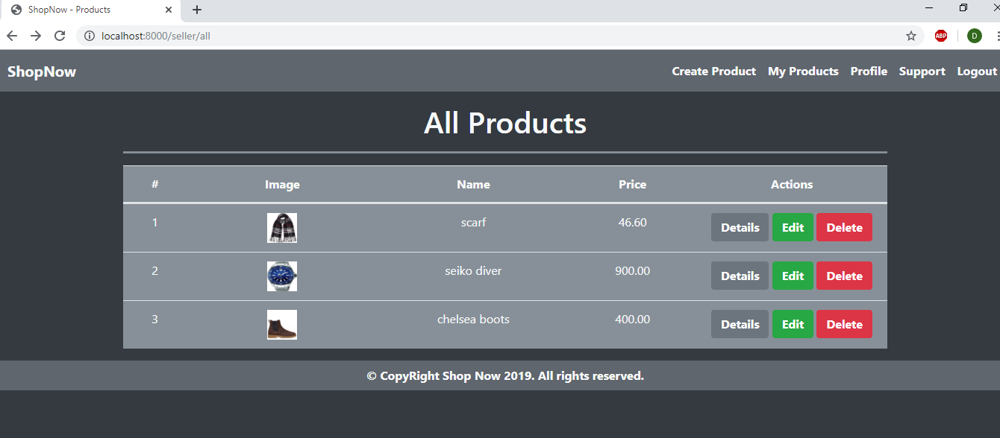 ShopNow - Products
localhost:8000/seller/all
ABP
D
ShopNow Create Product My Products Profile Support Logout
All Products
# Image Name Price Actions
1 scarf 46.60 Details Edit Delete
2 seiko diver 900.00 Details Edit Delete
3 chelsea boots 400.00 Details Edit Delete
© CopyRight Shop Now 2019. All rights reserved.